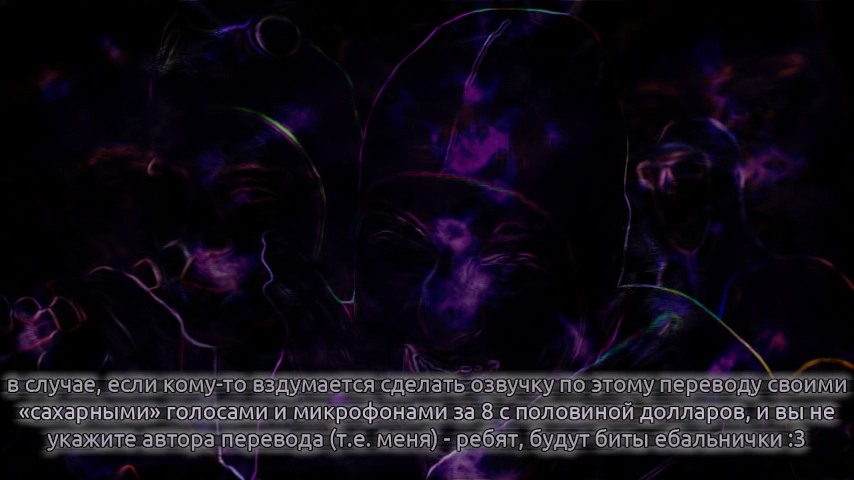 в случае, если кому-то вздумается сделать озвучку по этому переводу своими
«сахарными» голосами и микрофонами за 8 с половиной долларов, и вы не
укажите автора перевода (т.е. меня) - ребят, будут биты ебальнички :3